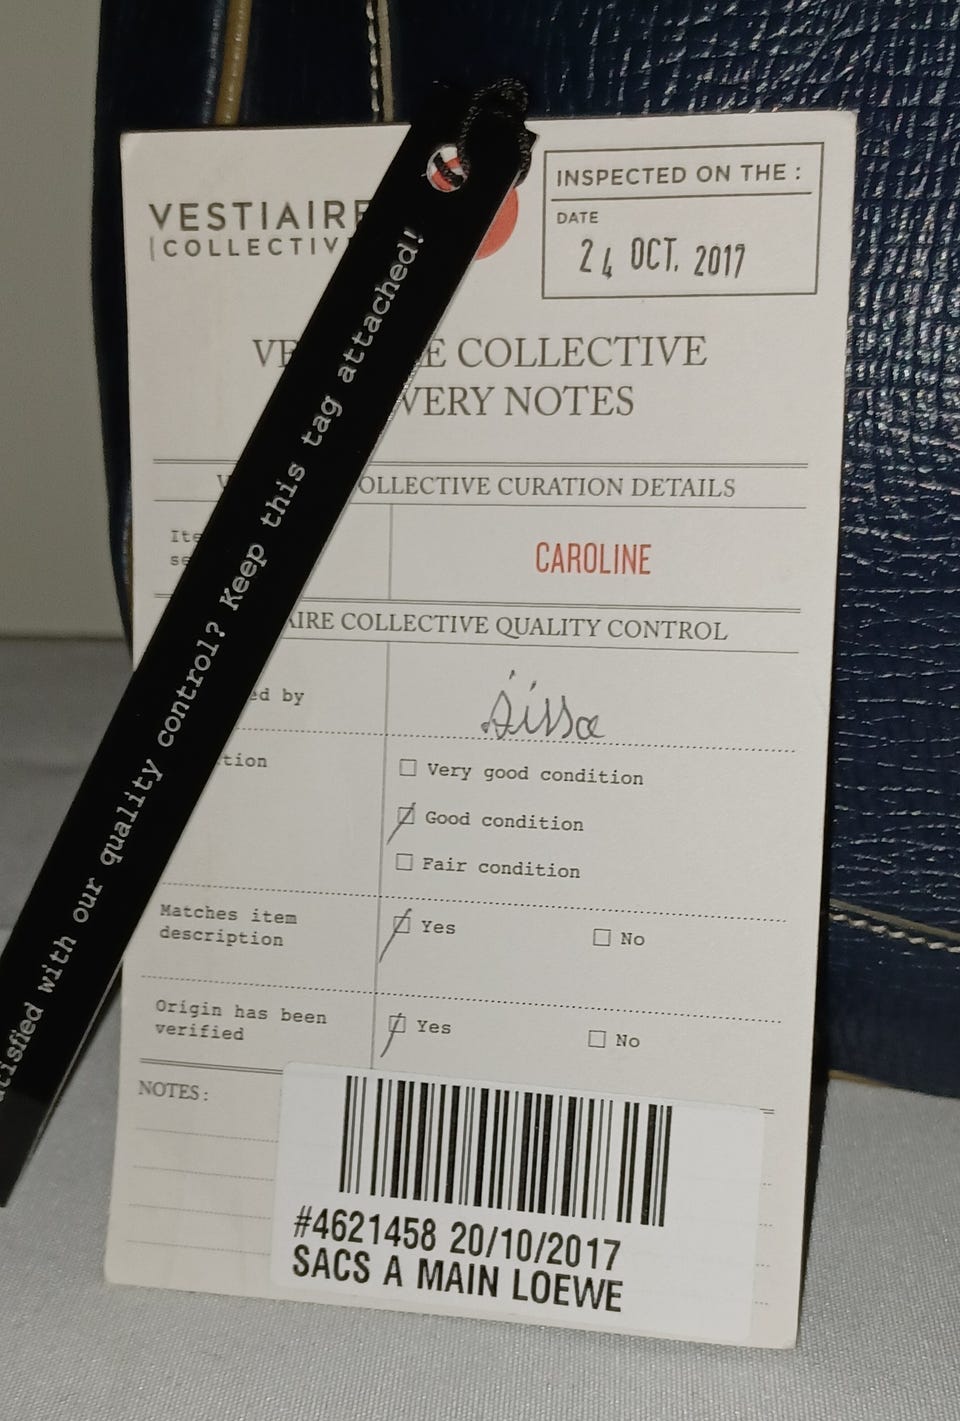 VESTIAIRE
|COLLECTIV
INSPECTED ON THE :
DATE
24 OCT. 2017
VE E COLLECTIVE
VERY NOTES
OLLECTIVE CURATION DETAILS
Ite
se
CAROLINE
AIRE COLLECTIVE QUALITY CONTROL
ed by
tion
☐ Very good condition
☑ Good condition
☐ Fair condition
Matches item
description
☑ Yes ☐ No
Origin has been
verified
☑ Yes ☐ No
NOTES :
#4621458 20/10/2017
SACS A MAIN LOEWE
atisfied with our quality control? Keep this tag attached!